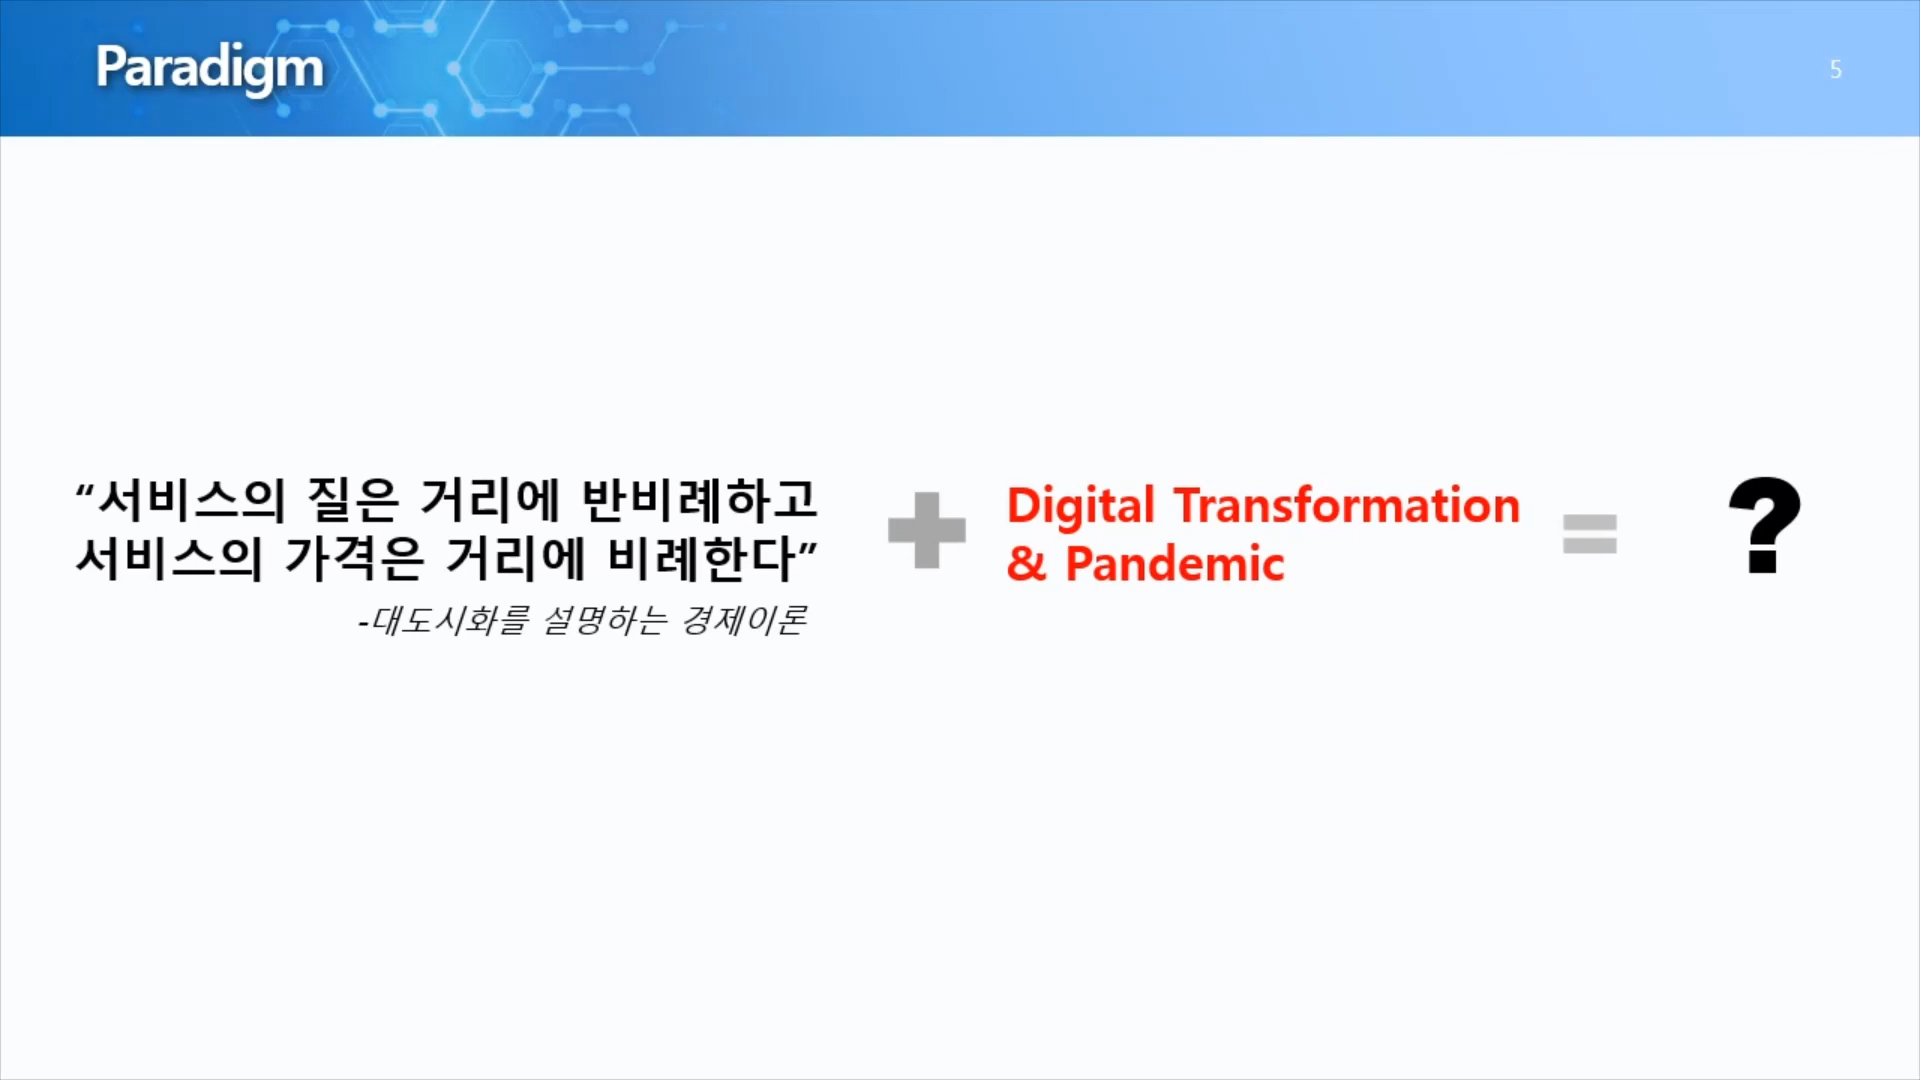 Paradigm
5
“서비스의 질은 거리에 반비례하고
서비스의 가격은 거리에 비례한다”
-대도시화를 설명하는 경제이론
Digital Transformation
& Pandemic
=
?